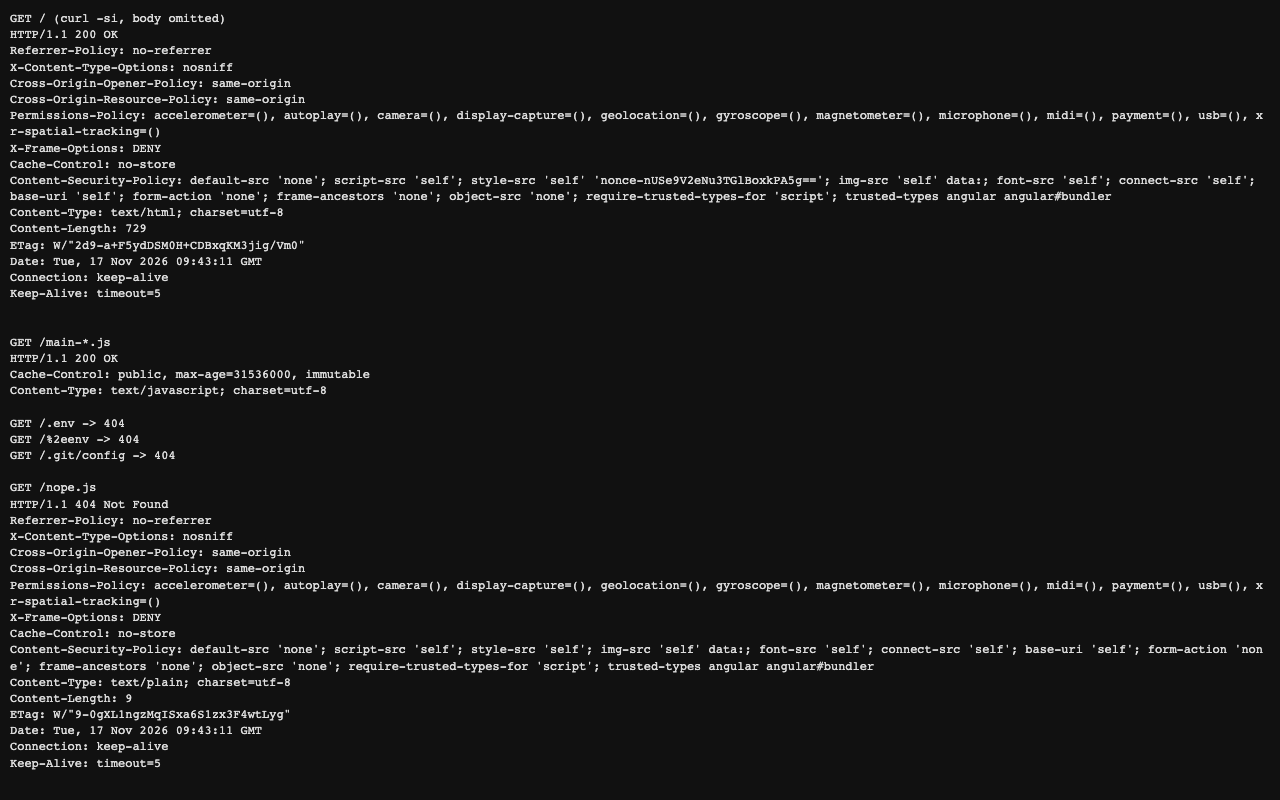 GET / (curl -si, body omitted)
HTTP/1.1 200 OK
Referrer-Policy: no-referrer
X-Content-Type-Options: nosniff
Cross-Origin-Opener-Policy: same-origin
Cross-Origin-Resource-Policy: same-origin
Permissions-Policy: accelerometer=(), autoplay=(), camera=(), display-capture=(), geolocation=(), gyroscope=(), magnetometer=(), microphone=(), midi=(), payment=(), usb=(), x
r-spatial-tracking=()
X-Frame-Options: DENY
Cache-Control: no-store
Content-Security-Policy: default-src 'none'; script-src 'self'; style-src 'self' 'nonce-nUSe9V2eNu3TGlBoxkPA5g=='; img-src 'self' data:; font-src 'self'; connect-src 'self';
base-uri 'self'; form-action 'none'; frame-ancestors 'none'; object-src 'none'; require-trusted-types-for 'script'; trusted-types angular angular#bundler
Content-Type: text/html; charset=utf-8
Content-Length: 729
ETag: W/"2d9-a+F5ydDSM0H+CDBxqKM3jig/Vm0"
Date: Tue, 17 Nov 2026 09:43:11 GMT
Connection: keep-alive
Keep-Alive: timeout=5
GET /main-*.js
HTTP/1.1 200 OK
Cache-Control: public, max-age=31536000, immutable
Content-Type: text/javascript; charset=utf-8
GET /.env -> 404
GET /%2eenv -> 404
GET /.git/config -> 404
GET /nope.js
HTTP/1.1 404 Not Found
Referrer-Policy: no-referrer
X-Content-Type-Options: nosniff
Cross-Origin-Opener-Policy: same-origin
Cross-Origin-Resource-Policy: same-origin
Permissions-Policy: accelerometer=(), autoplay=(), camera=(), display-capture=(), geolocation=(), gyroscope=(), magnetometer=(), microphone=(), midi=(), payment=(), usb=(), x
r-spatial-tracking=()
X-Frame-Options: DENY
Cache-Control: no-store
Content-Security-Policy: default-src 'none'; script-src 'self'; style-src 'self'; img-src 'self' data:; font-src 'self'; connect-src 'self'; base-uri 'self'; form-action 'non
e'; frame-ancestors 'none'; object-src 'none'; require-trusted-types-for 'script'; trusted-types angular angular#bundler
Content-Type: text/plain; charset=utf-8
Content-Length: 9
ETag: W/"9-0gXL1ngzMqISxa6S1zx3F4wtLyg"
Date: Tue, 17 Nov 2026 09:43:11 GMT
Connection: keep-alive
Keep-Alive: timeout=5